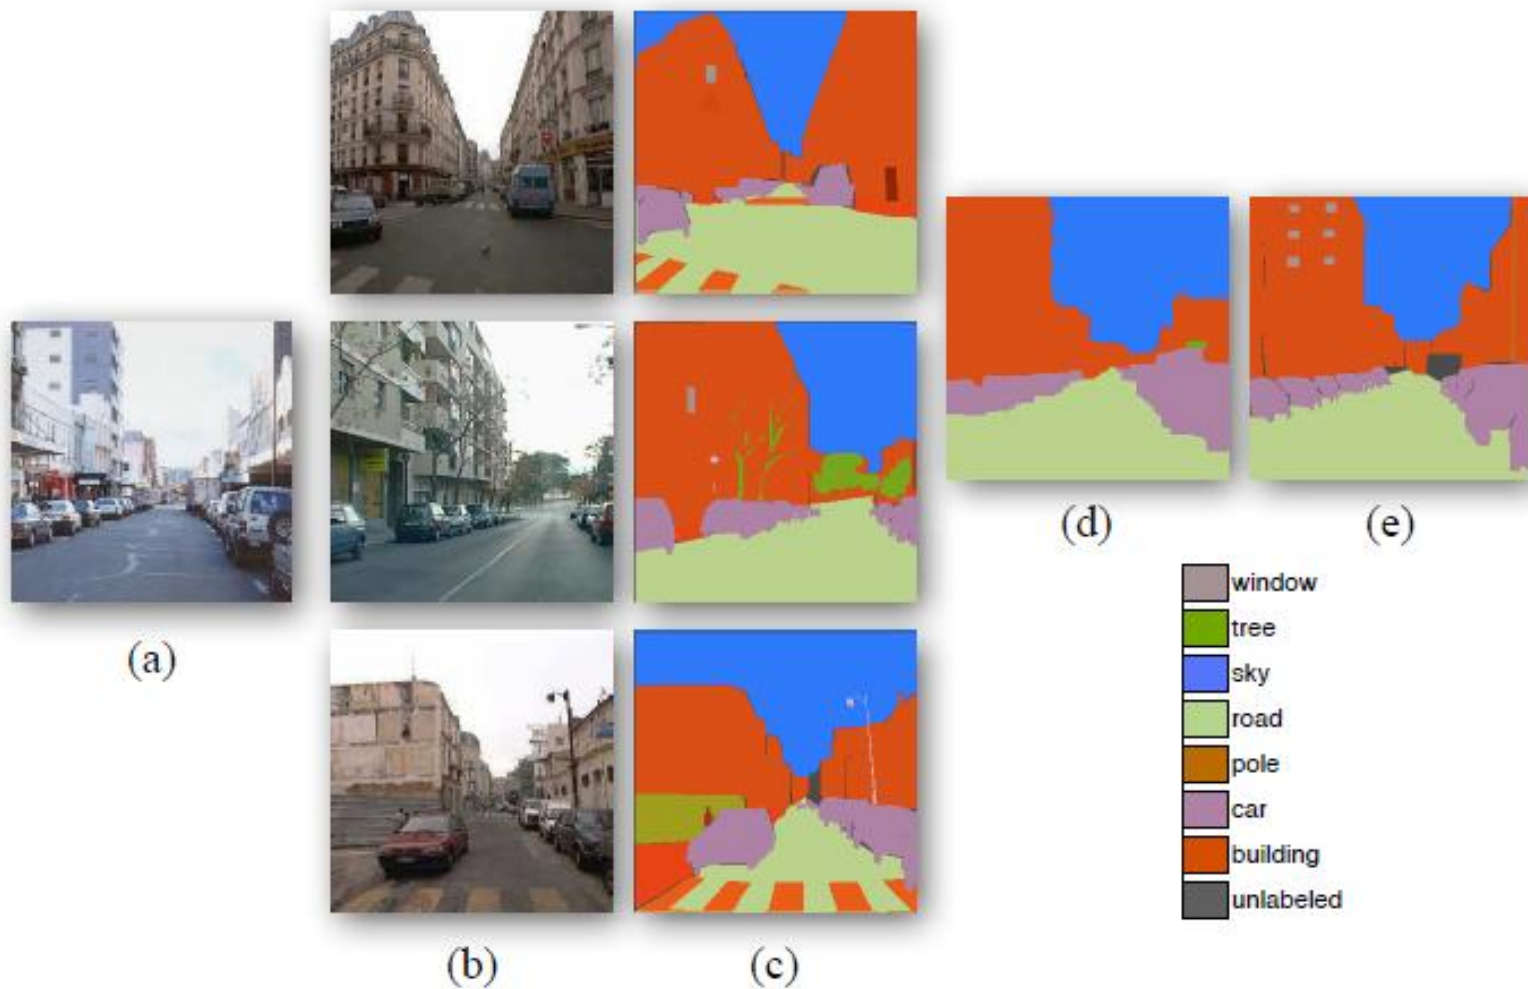 (a)
(b)
(c)
(d)
(e)
window
tree
sky
road
pole
car
building
unlabeled